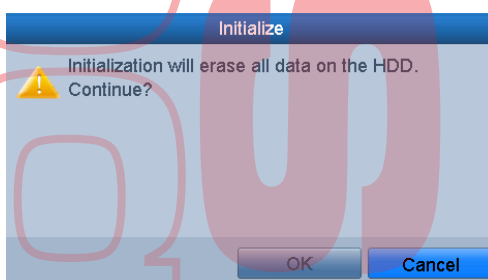 Initialize
Initialization will erase all data on the HDD.
Continue?
OK
Cancel